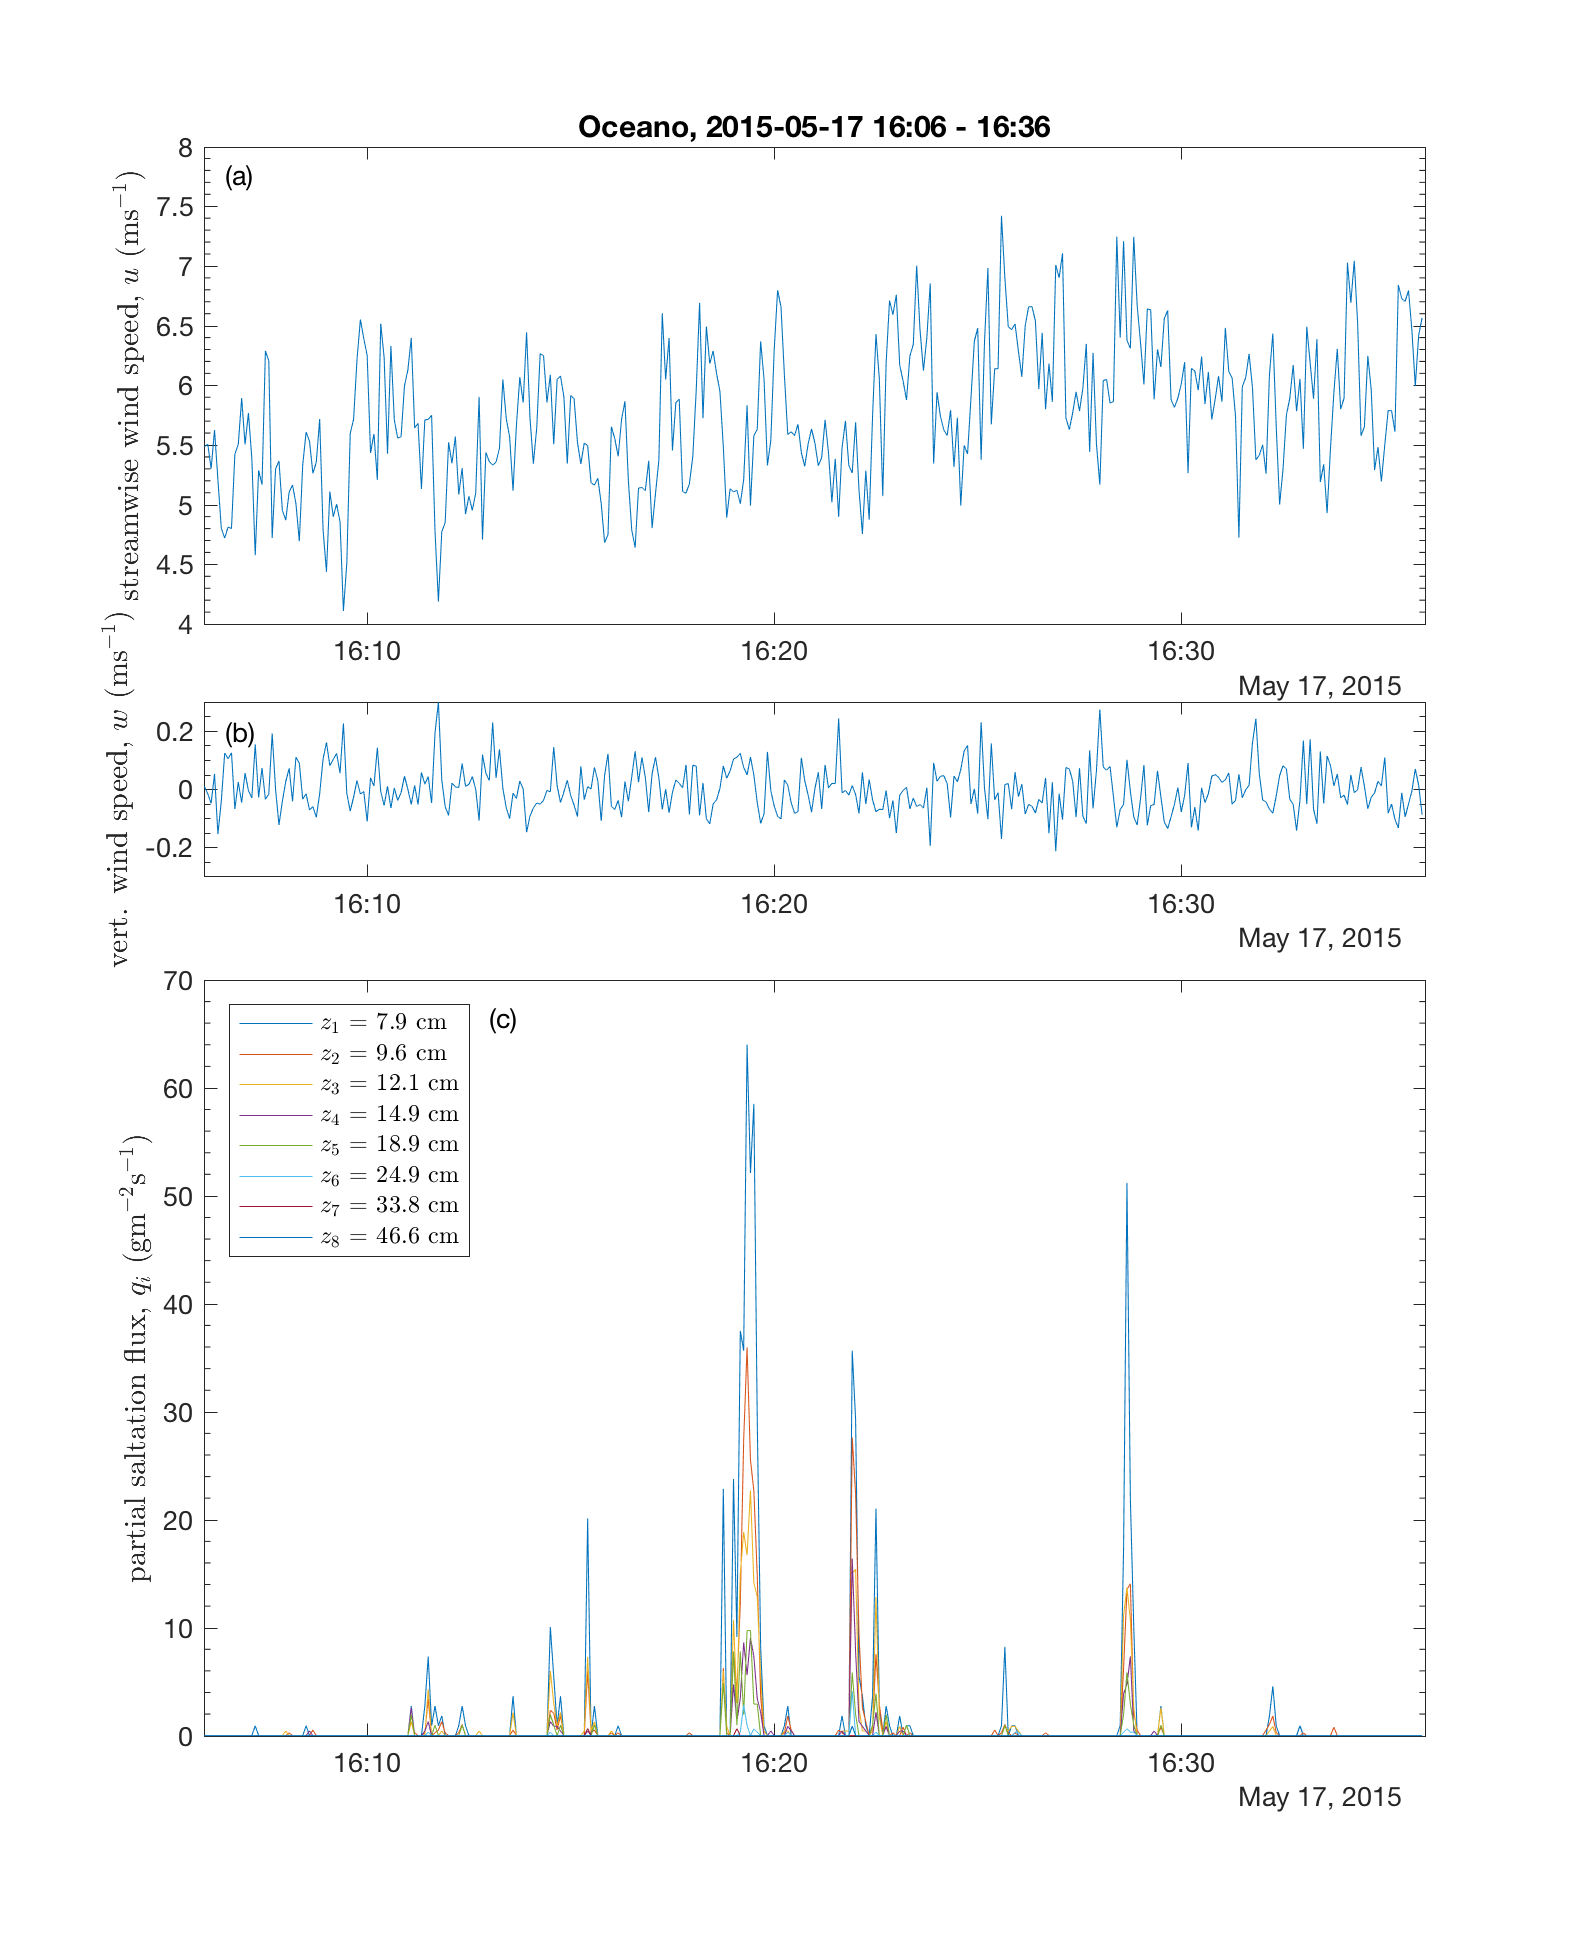 Oceano, 2015-05-17 16:06 - 16:36
(a)
streamwise wind speed, u (ms⁻¹)
8
7.5
7
6.5
6
5.5
5
4.5
4
16:10 16:20 16:30
May 17, 2015
(b)
vert. wind speed, w (ms⁻¹)
0.2
0
-0.2
16:10 16:20 16:30
May 17, 2015
(c)
partial saltation flux, qᵢ (gm⁻²s⁻¹)
70
60
50
40
30
20
10
0
z₁ = 7.9 cm
z₂ = 9.6 cm
z₃ = 12.1 cm
z₄ = 14.9 cm
z₅ = 18.9 cm
z₆ = 24.9 cm
z₇ = 33.8 cm
z₈ = 46.6 cm
16:10 16:20 16:30
May 17, 2015